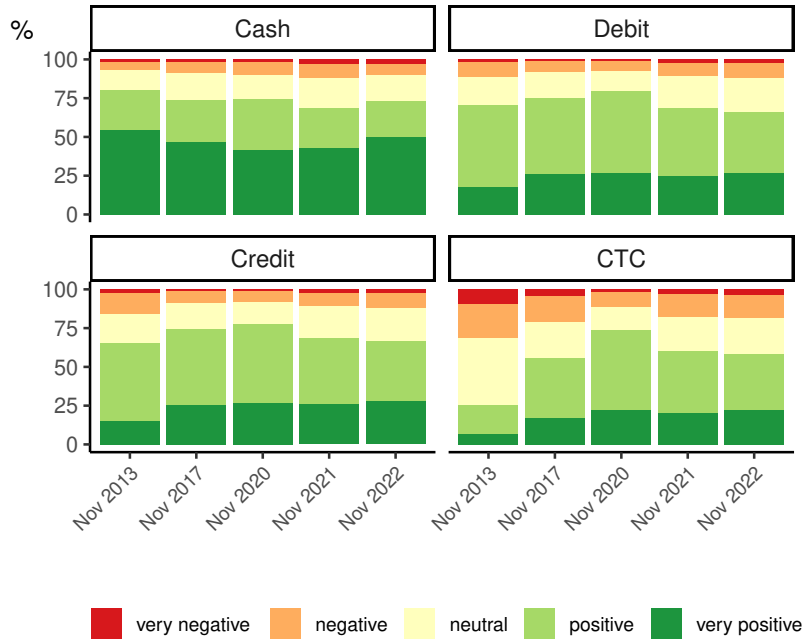 %
Cash
Debit
100
75
50
25
0
Credit
CTC
100
75
50
25
0
Nov 2013
Nov 2017
Nov 2020
Nov 2021
Nov 2022
Nov 2013
Nov 2017
Nov 2020
Nov 2021
Nov 2022
very negative negative neutral positive very positive